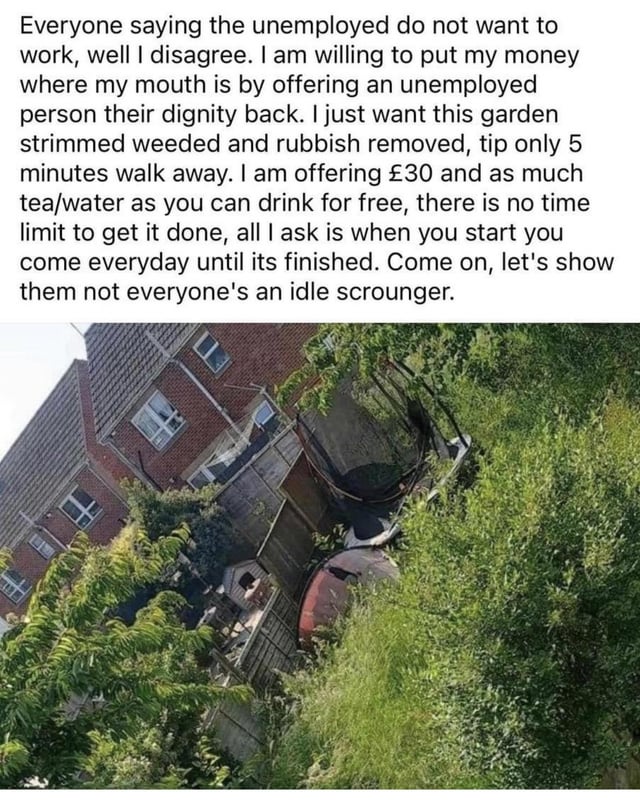 Everyone saying the unemployed do not want to
work, well I disagree. I am willing to put my money
where my mouth is by offering an unemployed
person their dignity back. I just want this garden
strimmed weeded and rubbish removed, tip only 5
minutes walk away. I am offering £30 and as much
tea/water as you can drink for free, there is no time
limit to get it done, all I ask is when you start you
come everyday until its finished. Come on, let's show
them not everyone's an idle scrounger.